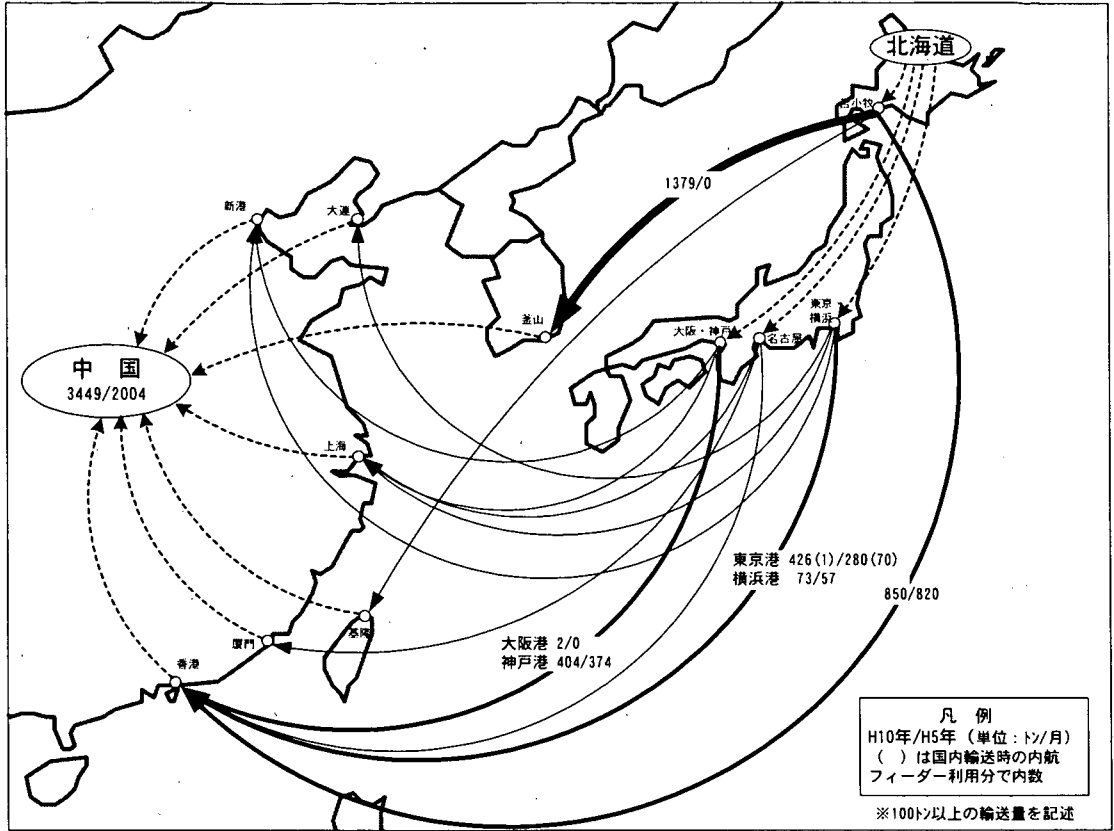 北海道
苫小牧
1379/0
新港
大連
釜山
東京
横浜
大阪・神戸
名古屋
中 国
3449/2004
上海
東京港 426(1)/280(70)
横浜港 73/57
850/820
基隆
厦門
大阪港 2/0
神戸港 404/374
香港
凡 例
H10年/H5年 (単位:トン/月)
( )は国内輸送時の内航
フィーダー利用分で内数
※100トン以上の輸送量を記述